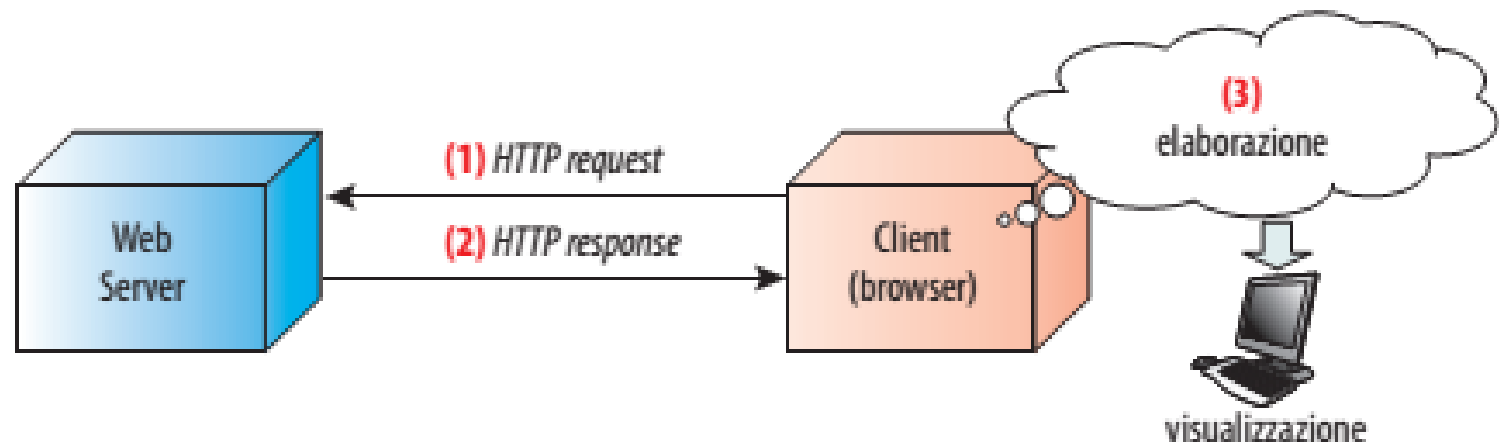 (3)
elaborazione
(1) HTTP request
Web
Server
(2) HTTP response
Client
(browser)
visualizzazione